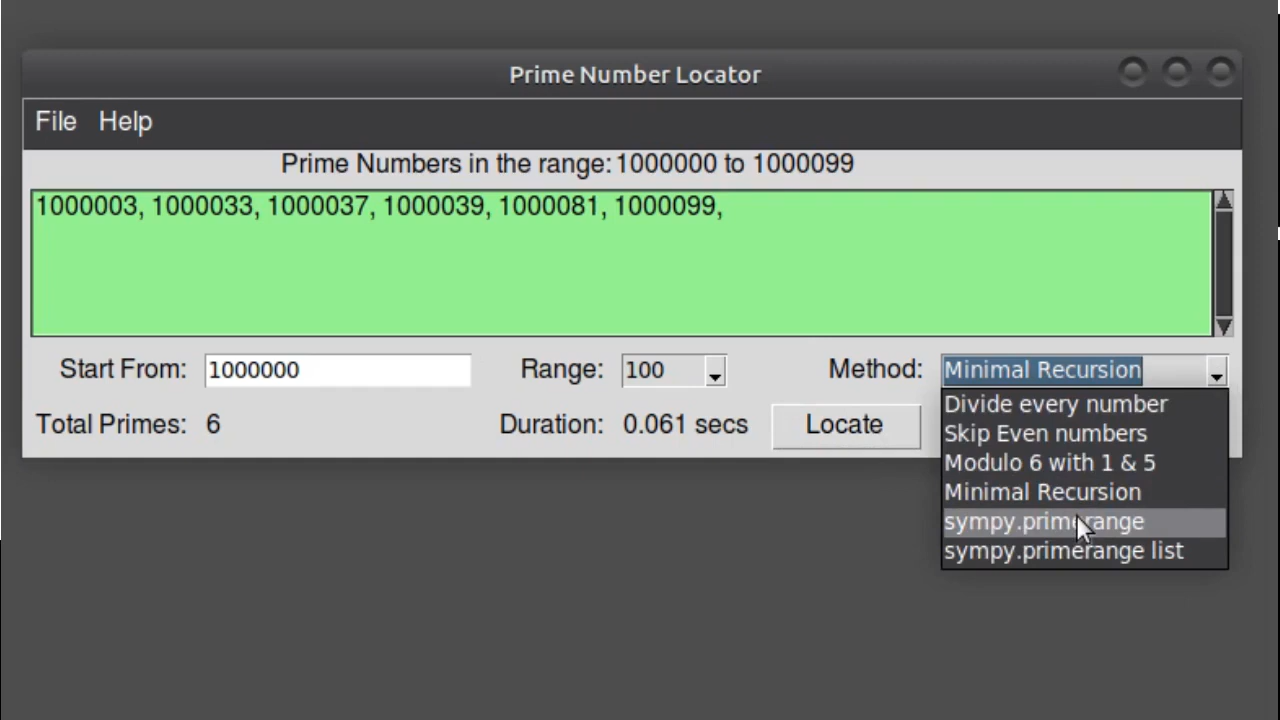 Prime Number Locator
File Help
Prime Numbers in the range: 1000000 to 1000099
1000003, 1000033, 1000037, 1000039, 1000081, 1000099,
Start From: 1000000 Range: 100 Method: Minimal Recursion
Total Primes: 6 Duration: 0.061 secs Locate
Divide every number
Skip Even numbers
Modulo 6 with 1 & 5
Minimal Recursion
sympy.primerange
sympy.primerange list